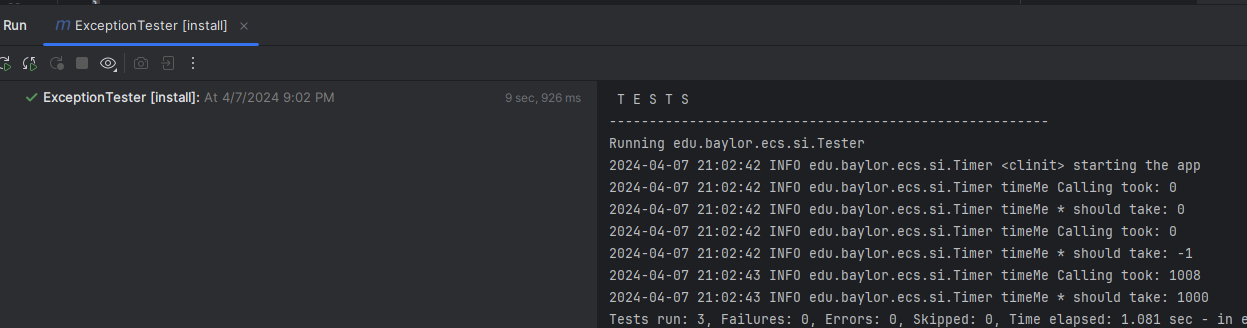 Run
ExceptionTester [install]
ExceptionTester [install]: At 4/7/2024 9:02 PM 9 sec, 926 ms
T E S T S
-------------------------------------------------------
Running edu.baylor.ecs.si.Tester
2024-04-07 21:02:42 INFO edu.baylor.ecs.si.Timer <clinit> starting the app
2024-04-07 21:02:42 INFO edu.baylor.ecs.si.Timer timeMe Calling took: 0
2024-04-07 21:02:42 INFO edu.baylor.ecs.si.Timer timeMe * should take: 0
2024-04-07 21:02:42 INFO edu.baylor.ecs.si.Timer timeMe Calling took: 0
2024-04-07 21:02:42 INFO edu.baylor.ecs.si.Timer timeMe * should take: -1
2024-04-07 21:02:43 INFO edu.baylor.ecs.si.Timer timeMe Calling took: 1008
2024-04-07 21:02:43 INFO edu.baylor.ecs.si.Timer timeMe * should take: 1000
Tests run: 3, Failures: 0, Errors: 0, Skipped: 0, Time elapsed: 1.081 sec - in e